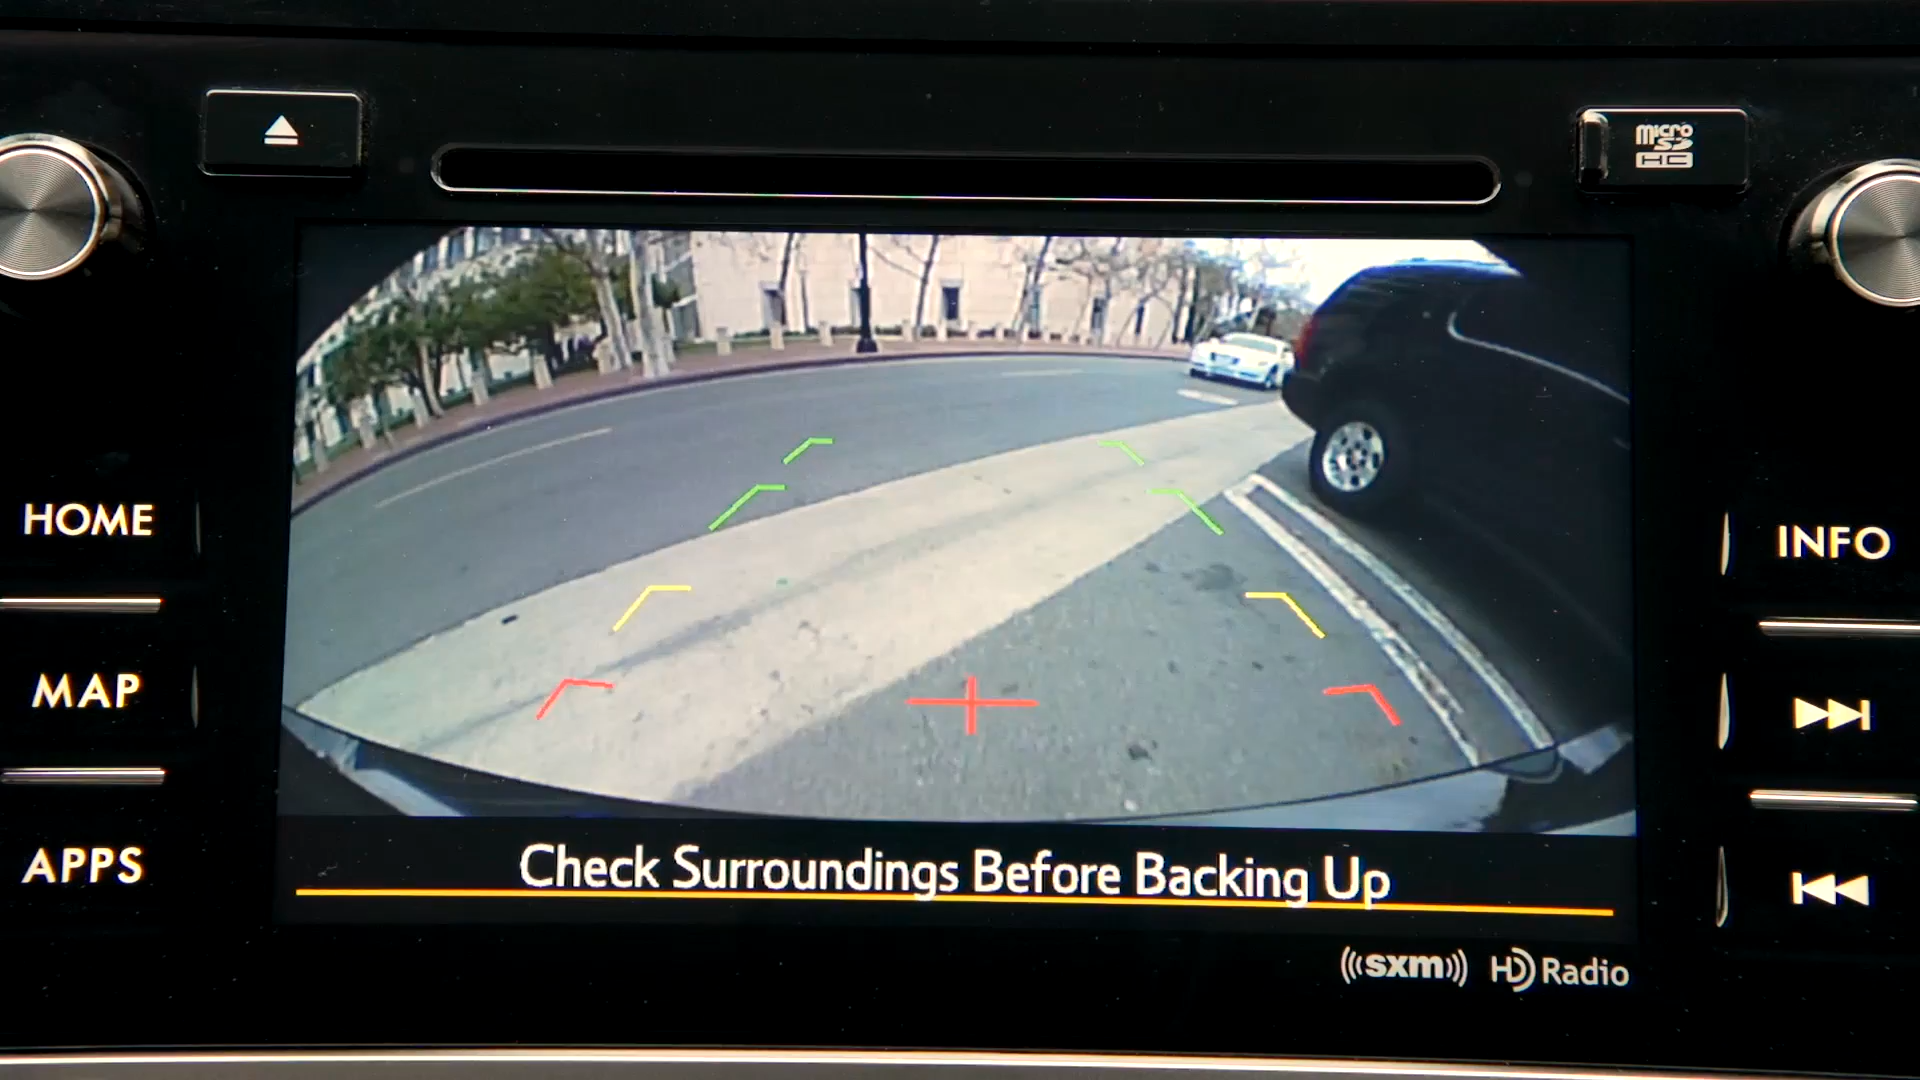 micro
SD
HC
HOME
INFO
MAP
APPS
Check Surroundings Before Backing Up
sxm HD Radio